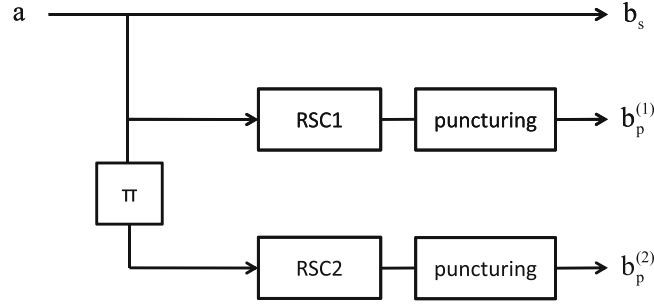 a b_s
RSC1 puncturing b_p^(1)
π
RSC2 puncturing b_p^(2)